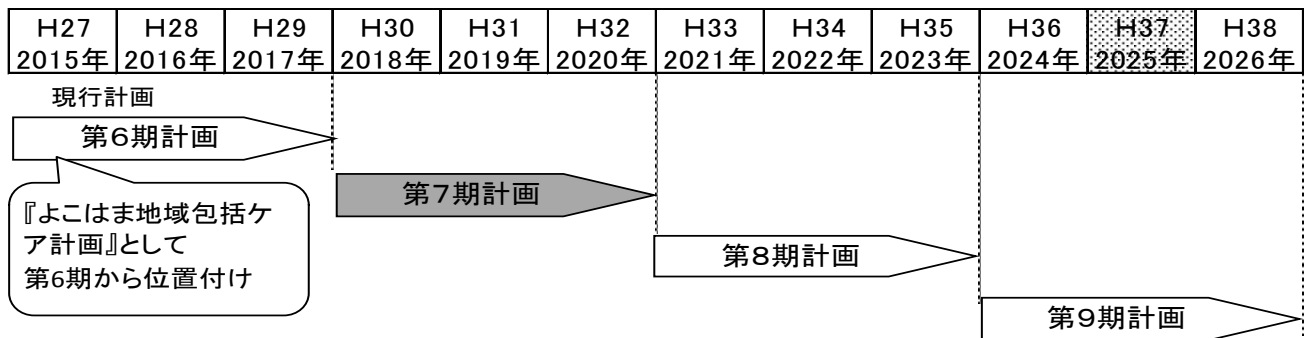 H27 H28 H29 H30 H31 H32 H33 H34 H35 H36 H37 H38
2015年 2016年 2017年 2018年 2019年 2020年 2021年 2022年 2023年 2024年 2025年 2026年
現行計画
第6期計画
第7期計画
『よこはま地域包括ケ
ア計画』として
第6期から位置付け
第8期計画
第9期計画